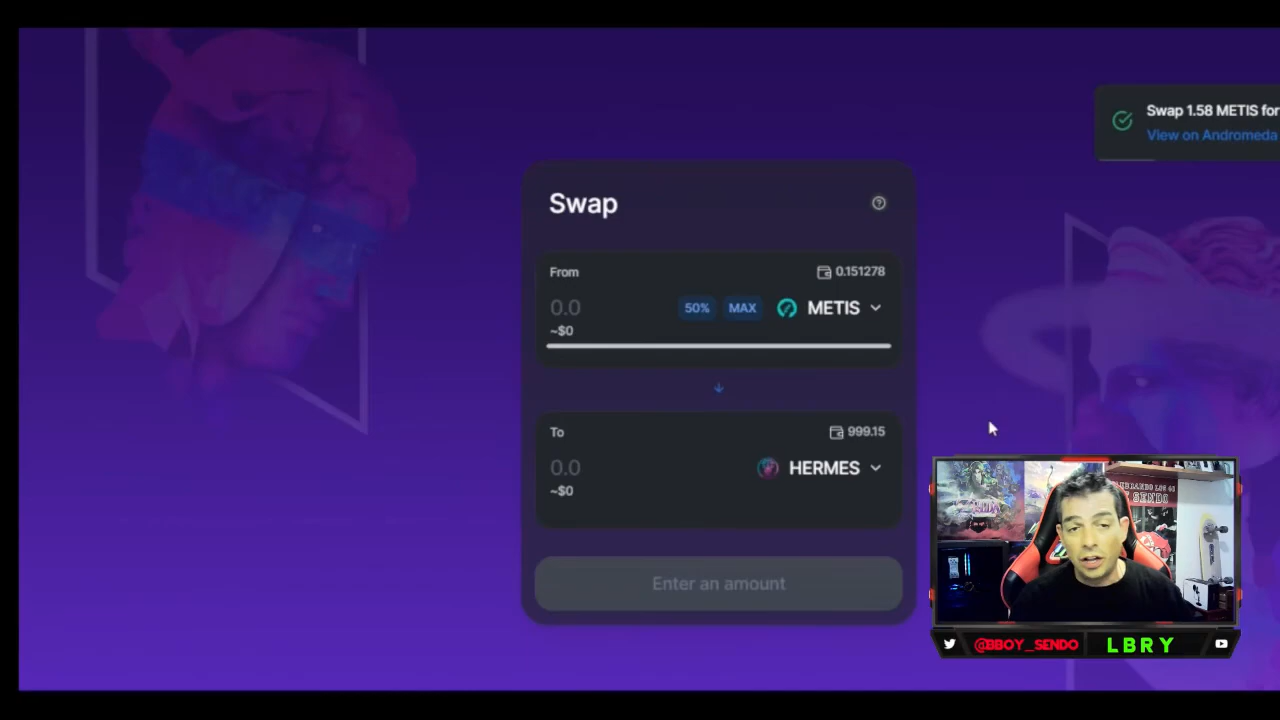 Swap 1.58 METIS for
View on Andromeda
Swap
From
0.151278
0.0
50%
MAX
METIS
~$0
To
999.15
0.0
HERMES
~$0
Enter an amount
SENDO
@BBOY_SENDO
LBRY